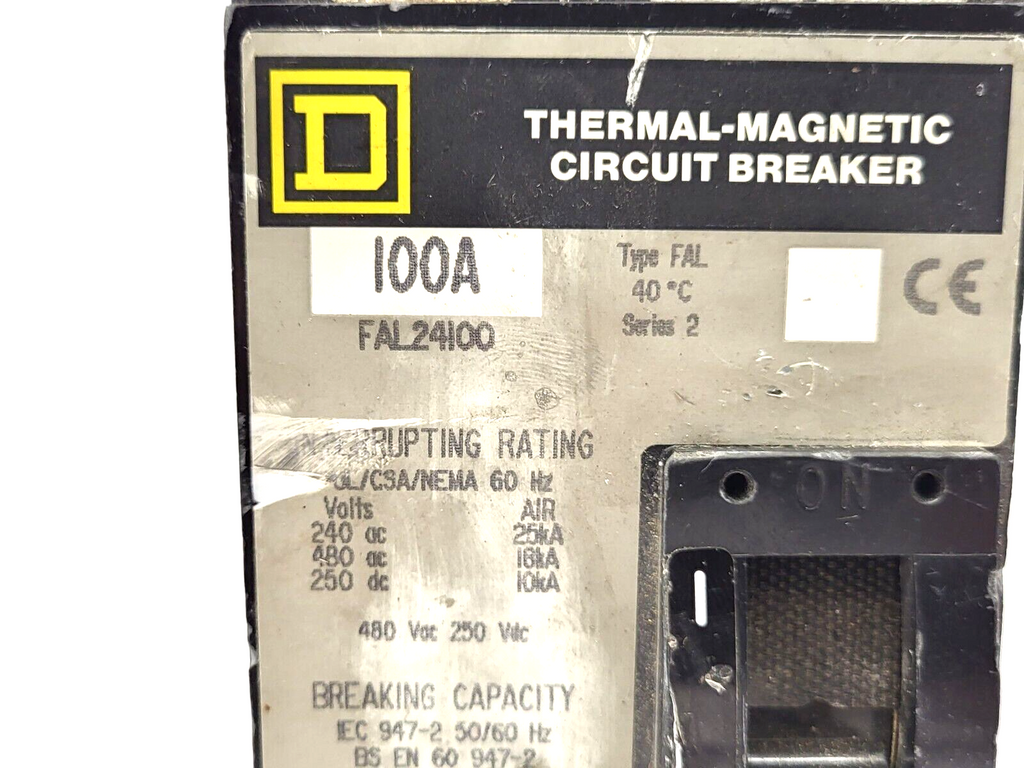 D
THERMAL-MAGNETIC
CIRCUIT BREAKER
100A
FAL24100
Type FAL
40°C
Series 2
CE
INTERRUPTING RATING
UL/CSA/NEMA 60 Hz
Volts AIR
240 ac 25kA
480 ac 18kA
250 dc 10kA
480 Vac 250 Vdc
BREAKING CAPACITY
IEC 947-2 50/60 Hz
BS EN 60 947-2
ON